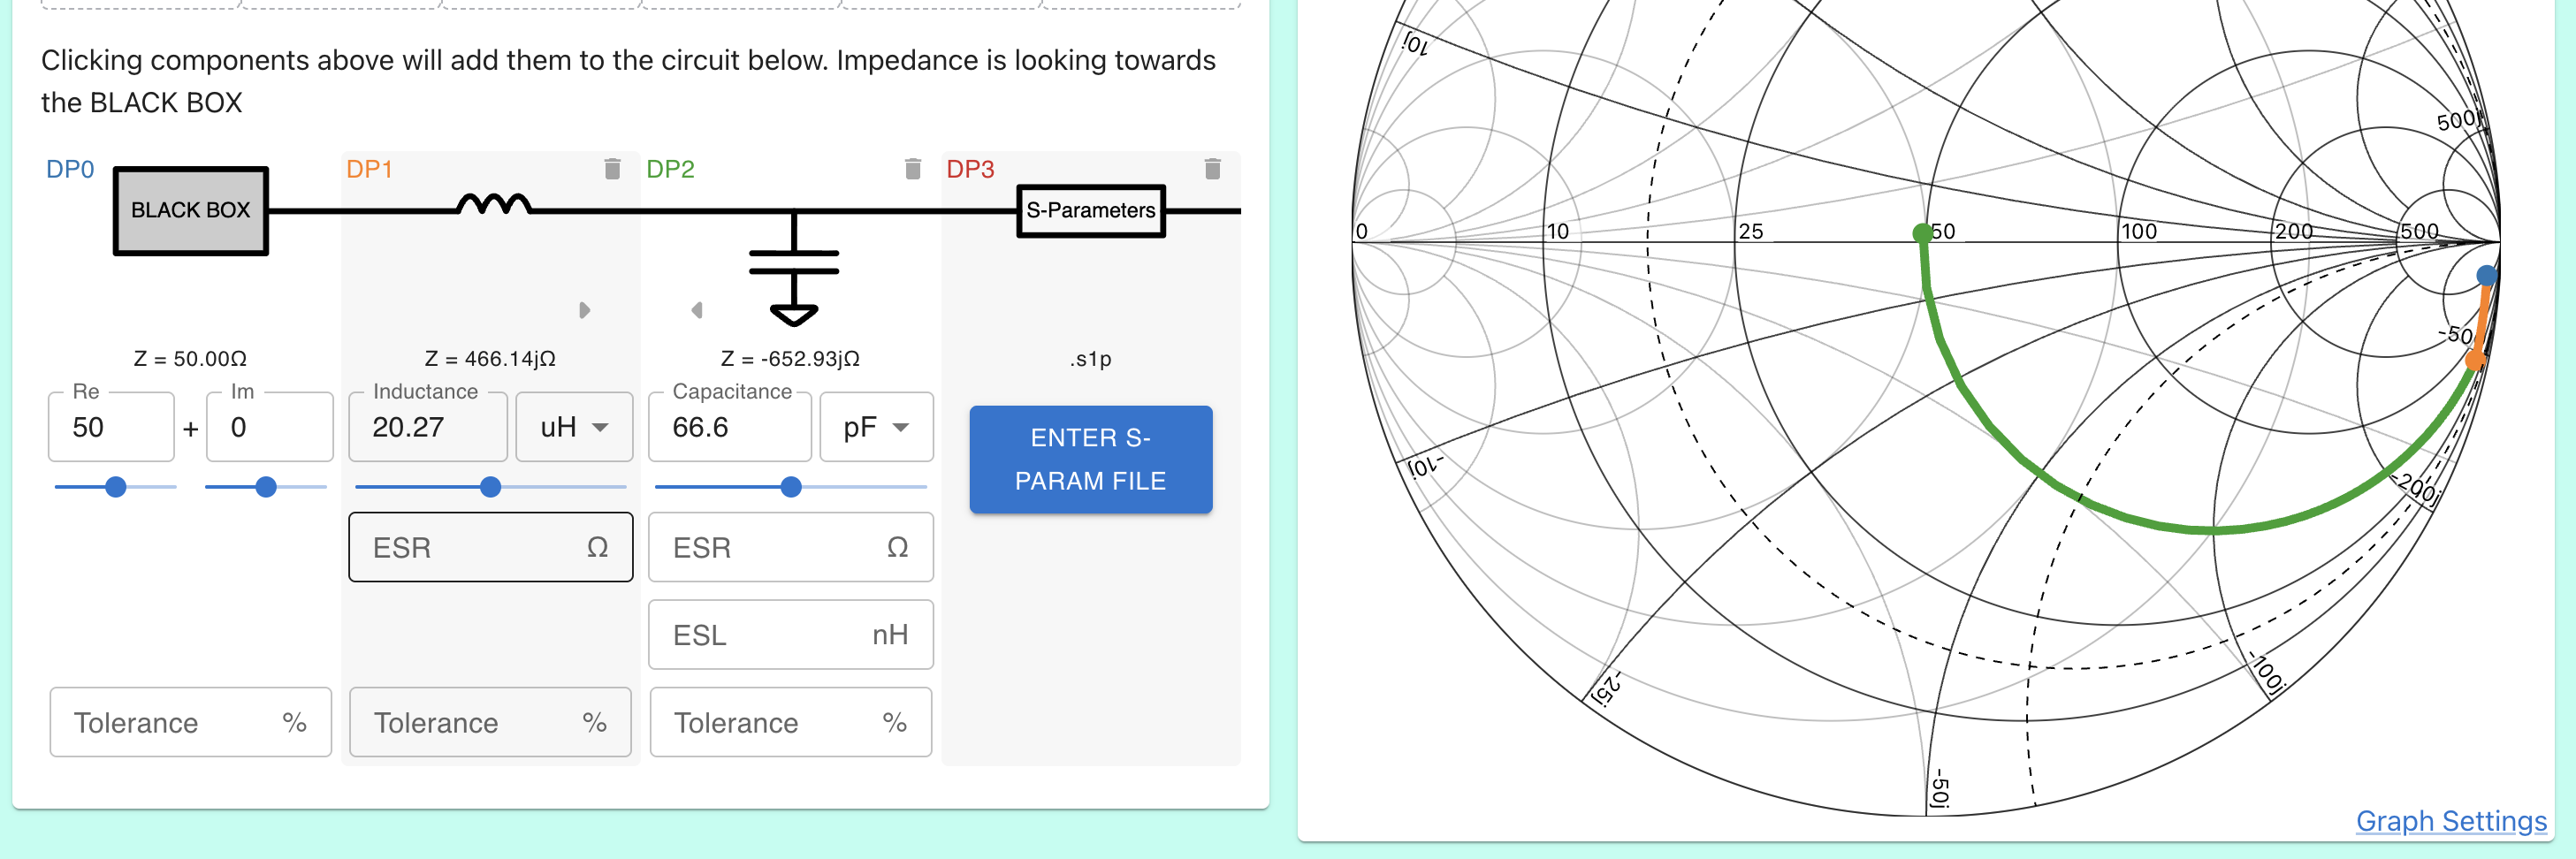 Clicking components above will add them to the circuit below. Impedance is looking towards
the BLACK BOX
DP0
BLACK BOX
DP1
DP2
DP3
S-Parameters
Z = 50.00Ω
Z = 466.14jΩ
Z = -652.93jΩ
.s1p
Re
50
+
Im
0
Inductance
20.27
uH
Capacitance
66.6
pF
ENTER S-
PARAM FILE
ESR Ω
ESR Ω
ESL nH
Tolerance %
Tolerance %
Tolerance %
10j
500j
0
10
25
50
100
200
500
-50
-10j
-200j
-25j
-100j
-50j
Graph Settings